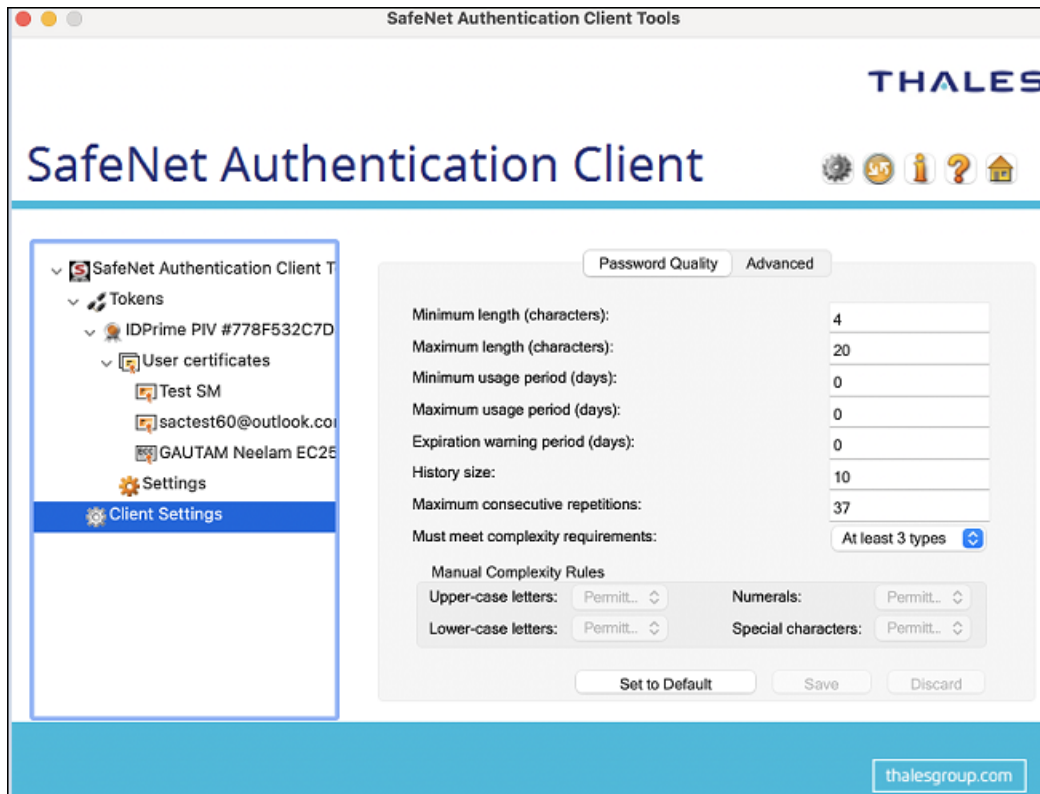 SafeNet Authentication Client Tools
THALES
SafeNet Authentication Client
SafeNet Authentication Client T
Tokens
IDPrime PIV #778F532C7D
User certificates
Test SM
sactest60@outlook.co
GAUTAM Neelam EC25
Settings
Client Settings
Password Quality Advanced
Minimum length (characters): 4
Maximum length (characters): 20
Minimum usage period (days): 0
Maximum usage period (days): 0
Expiration warning period (days): 0
History size: 10
Maximum consecutive repetitions: 37
Must meet complexity requirements: At least 3 types
Manual Complexity Rules
Upper-case letters: Permitt... Numerals: Permitt...
Lower-case letters: Permitt... Special characters: Permitt...
Set to Default Save Discard
thalesgroup.com